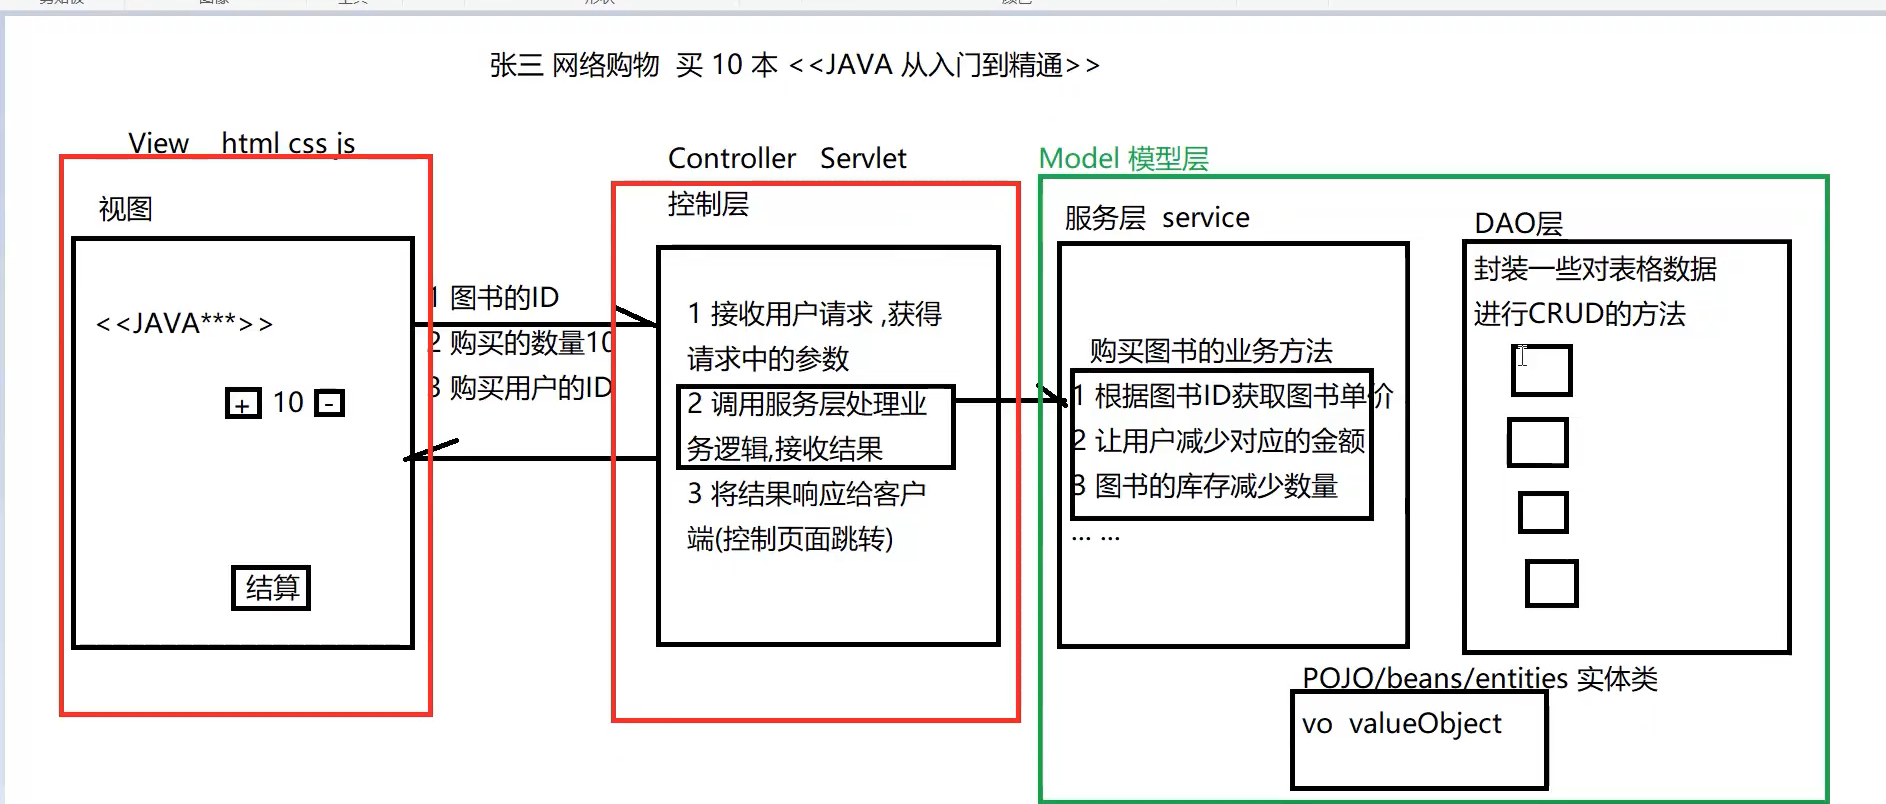 张三 网络购物 买 10 本 <<JAVA 从入门到精通>>
View html css js
视图
<<JAVA***>>
+ 10 -
结算
1 图书的ID
2 购买的数量10
3 购买用户的ID
Controller Servlet
控制层
1 接收用户请求 ,获得
请求中的参数
2 调用服务层处理业
务逻辑,接收结果
3 将结果响应给客户
端(控制页面跳转)
Model 模型层
服务层 service
购买图书的业务方法
1 根据图书ID获取图书单价
2 让用户减少对应的金额
3 图书的库存减少数量
... ...
DAO层
封装一些对表格数据
进行CRUD的方法
POJO/beans/entities 实体类
vo valueObject